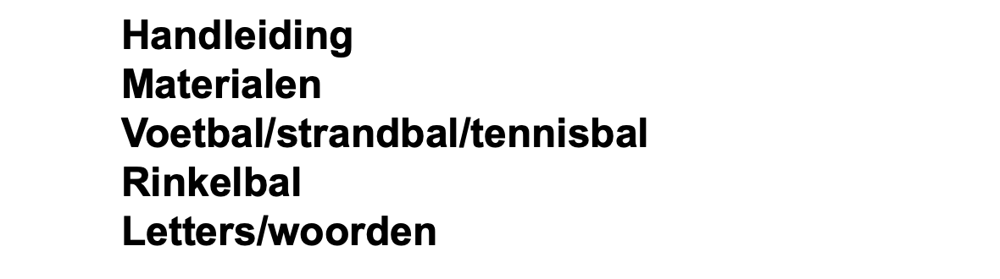 Handleiding
Materialen
Voetbal/strandbal/tennisbal
Rinkelbal
Letters/woorden